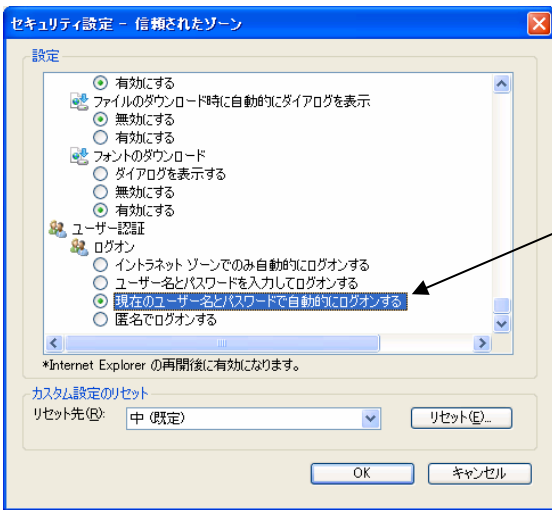 セキュリティ設定 - 信頼されたゾーン
設定
有効にする
ファイルのダウンロード時に自動的にダイアログを表示
無効にする
有効にする
フォントのダウンロード
ダイアログを表示する
無効にする
有効にする
ユーザー認証
ログオン
イントラネット ゾーンでのみ自動的にログオンする
ユーザー名とパスワードを入力してログオンする
現在のユーザー名とパスワードで自動的にログオンする
匿名でログオンする
*Internet Explorer の再開後に有効になります。
カスタム設定のリセット
リセット先(R): 中 (既定) リセット(E)...
OK キャンセル